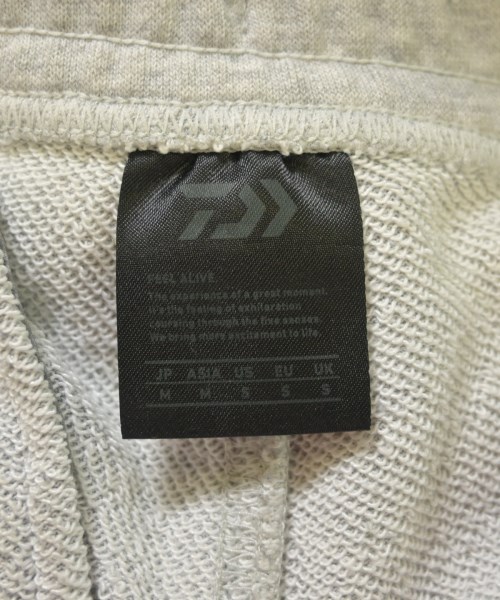 FEEL ALIVE.
The experience of a great moment.
It's the feeling of exhilaration
coursing through the five senses.
We bring more excitement to life.
JP ASIA US EU UK
M M S S S